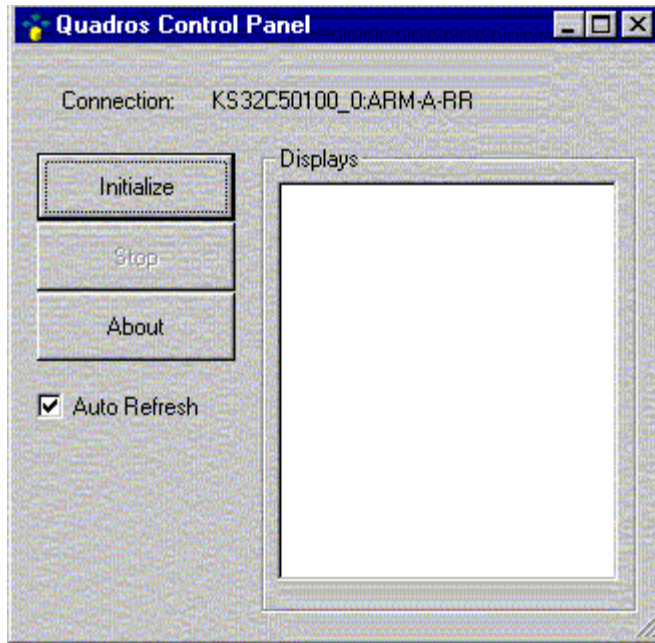 Quadros Control Panel
Connection: KS32C50100_0:ARM-A-RR
Displays
Initialize
Stop
About
Auto Refresh